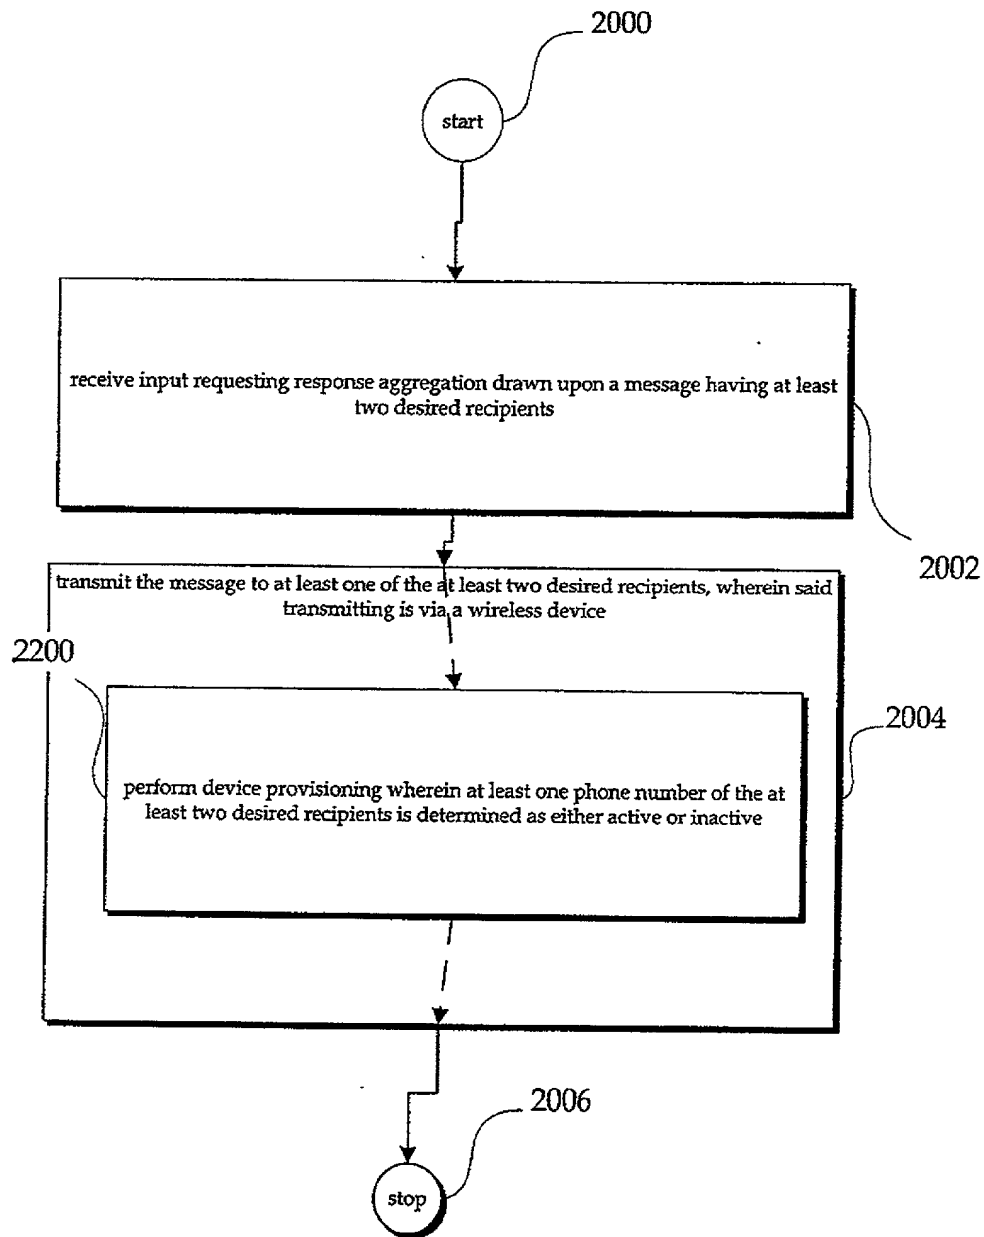 2000
start
receive input requesting response aggregation drawn upon a message having at least
two desired recipients
2002
transmit the message to at least one of the at least two desired recipients, wherein said
transmitting is via a wireless device
2200
2004
perform device provisioning wherein at least one phone number of the at
least two desired recipients is determined as either active or inactive
2006
stop